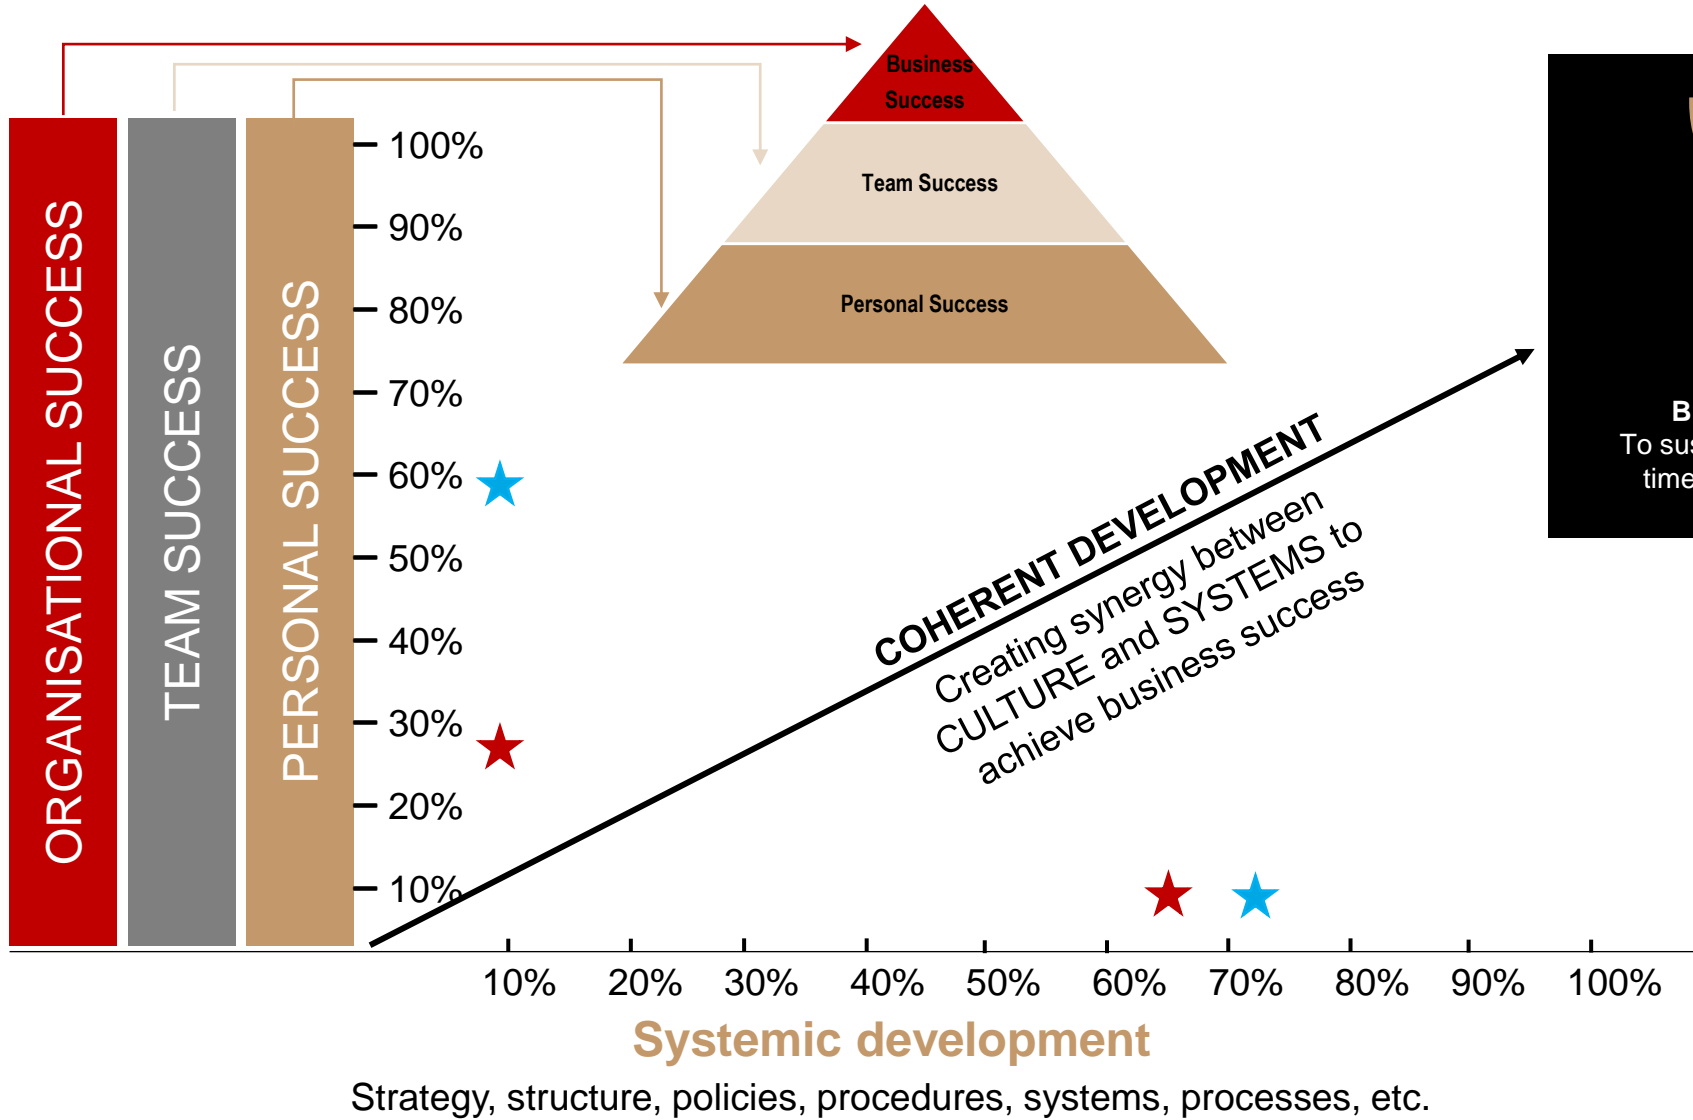 Business
Success
Team Success
Personal Success
ORGANISATIONAL SUCCESS
TEAM SUCCESS
PERSONAL SUCCESS
100%
90%
80%
70%
60%
50%
40%
30%
20%
10%
COHERENT DEVELOPMENT
Creating synergy between
CULTURE and SYSTEMS to
achieve business success
To
time
10%
20%
30%
40%
50%
60%
70%
80%
90%
100%
Systemic development
Strategy, structure, policies, procedures, systems, processes, etc.